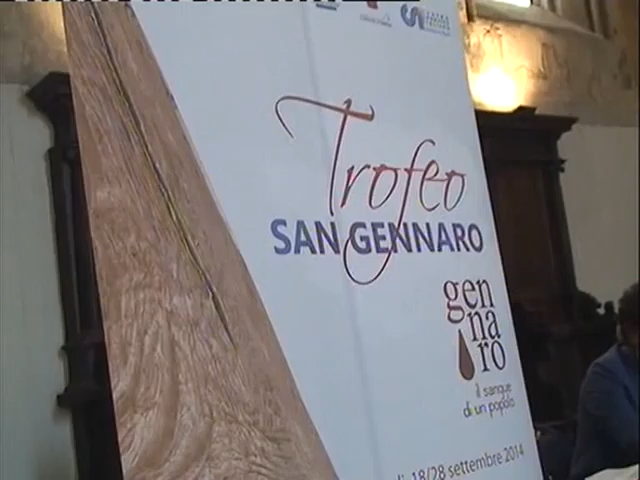 Trofeo
SAN GENNARO
gen
na
ro
il sangue
di un popolo
18/28 settembre 2014